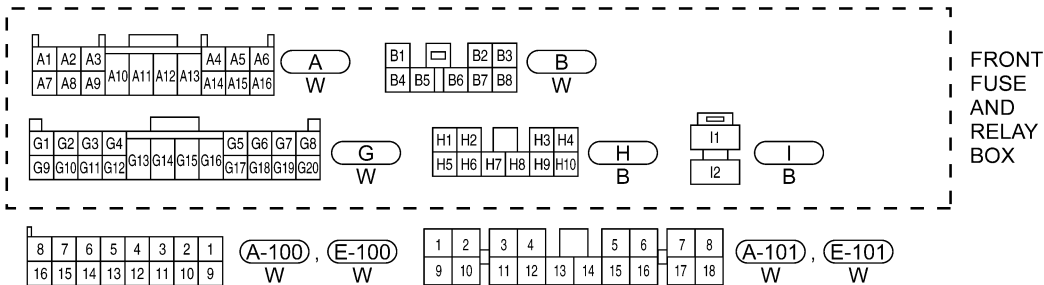 A1 A2 A3 A10 A11 A12 A13 A4 A5 A6 A
A7 A8 A9 A14 A15 A16 W
B1 B2 B3 B
B4 B5 B6 B7 B8 W
FRONT
FUSE
AND
RELAY
BOX
G1 G2 G3 G4 G13 G14 G15 G16 G5 G6 G7 G8 G
G9 G10 G11 G12 G17 G18 G19 G20 W
H1 H2 H3 H4 H
H5 H6 H7 H8 H9 H10 B
I1 I
I2 B
8 7 6 5 4 3 2 1 A-100 , E-100
16 15 14 13 12 11 10 9 W W
1 2 3 4 5 6 7 8 A-101 , E-101
9 10 11 12 13 14 15 16 17 18 W W